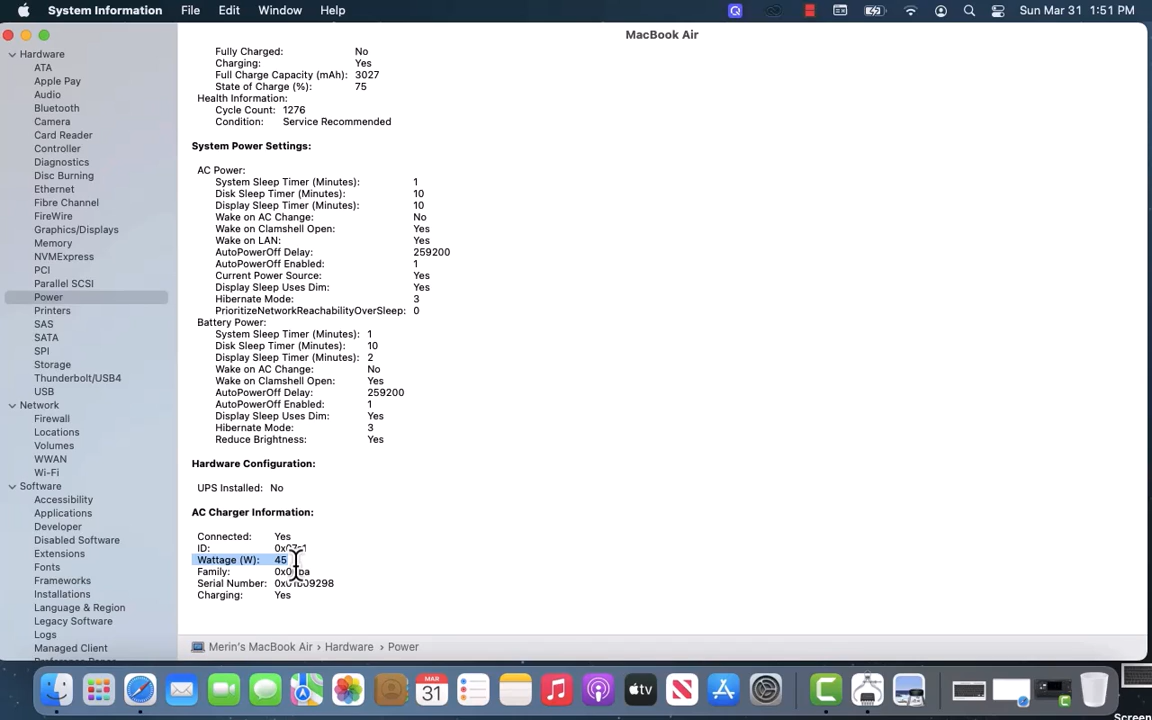 System Information File Edit Window Help Sun Mar 31 1:51 PM
MacBook Air
Hardware
ATA
Apple Pay
Audio
Bluetooth
Camera
Card Reader
Controller
Diagnostics
Disc Burning
Ethernet
Fibre Channel
FireWire
Graphics/Displays
Memory
NVMExpress
PCI
Parallel SCSI
Power
Printers
SAS
SATA
SPI
Storage
Thunderbolt/USB4
USB
Network
Firewall
Locations
Volumes
WWAN
Wi-Fi
Software
Accessibility
Applications
Developer
Disabled Software
Extensions
Fonts
Frameworks
Installations
Language & Region
Legacy Software
Logs
Managed Client
Fully Charged: No
Charging: Yes
Full Charge Capacity (mAh): 3027
State of Charge (%): 75
Health Information:
Cycle Count: 1276
Condition: Service Recommended
System Power Settings:
AC Power:
System Sleep Timer (Minutes): 1
Disk Sleep Timer (Minutes): 10
Display Sleep Timer (Minutes): 10
Wake on AC Change: No
Wake on Clamshell Open: Yes
Wake on LAN: Yes
AutoPowerOff Delay: 259200
AutoPowerOff Enabled: 1
Current Power Source: Yes
Display Sleep Uses Dim: Yes
Hibernate Mode: 3
PrioritizeNetworkReachabilityOverSleep: 0
Battery Power:
System Sleep Timer (Minutes): 1
Disk Sleep Timer (Minutes): 10
Display Sleep Timer (Minutes): 2
Wake on AC Change: No
Wake on Clamshell Open: Yes
AutoPowerOff Delay: 259200
AutoPowerOff Enabled: 1
Display Sleep Uses Dim: Yes
Hibernate Mode: 3
Reduce Brightness: Yes
Hardware Configuration:
UPS Installed: No
AC Charger Information:
Connected: Yes
ID:
Wattage (W): 45
Family:
Serial Number:
Charging: Yes
Merin's MacBook Air › Hardware › Power
MAR
31
tv
Screen